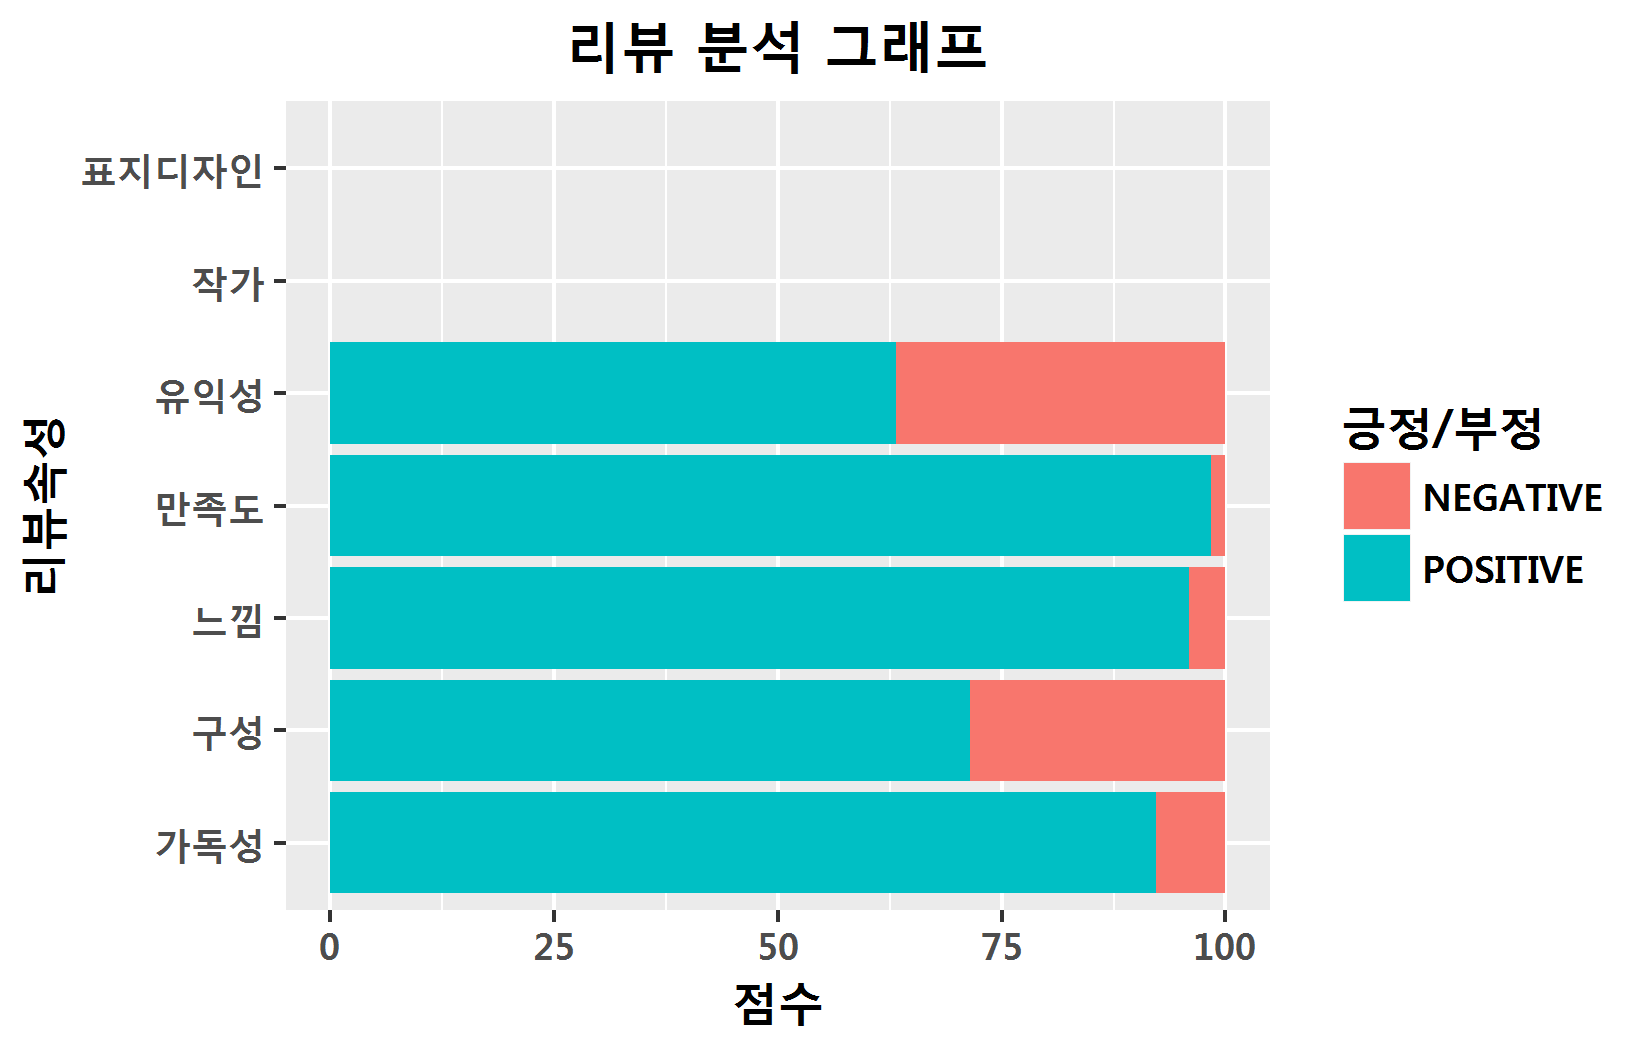 리뷰 분석 그래프
리뷰속성
표지디자인
작가
유익성
만족도
느낌
구성
가독성
0 25 50 75 100
점수
긍정/부정
NEGATIVE
POSITIVE